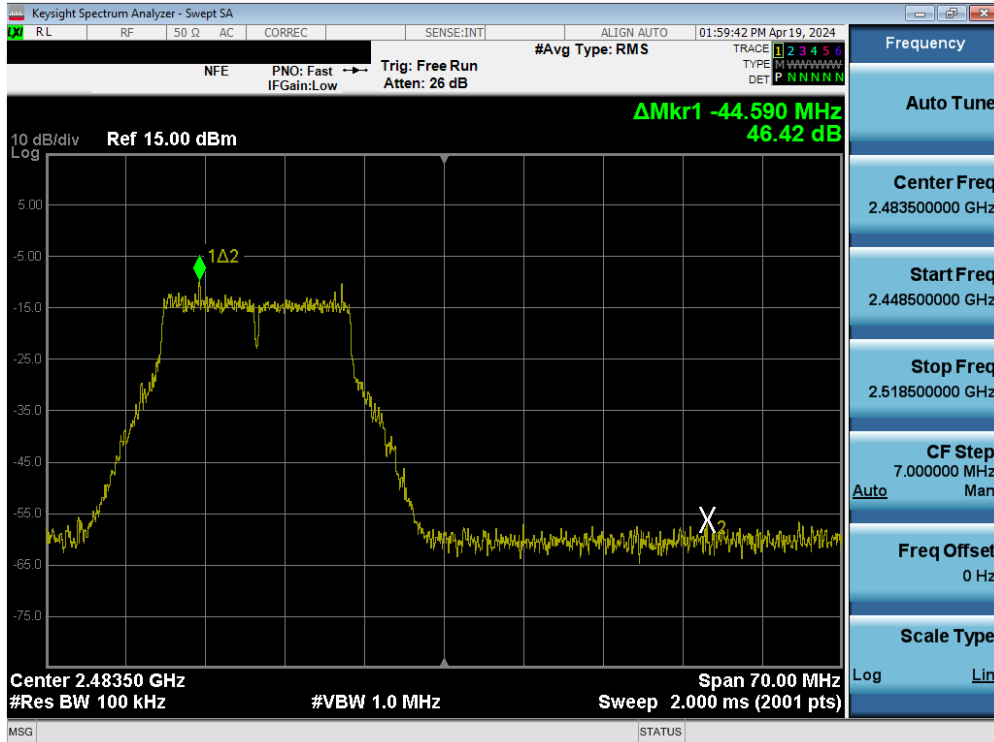 Keysight Spectrum Analyzer - Swept SA
LXI RL RF 50 Ω AC CORREC SENSE:INT ALIGN AUTO 01:59:42 PM Apr 19, 2024
#Avg Type: RMS
TRACE 1 2 3 4 5 6
TYPE M WWWWW
DET P N N N N N
NFE PNO: Fast Trig: Free Run
IFGain:Low Atten: 26 dB
ΔMkr1 -44.590 MHz
46.42 dB
10 dB/div Ref 15.00 dBm
Log
5.00
-5.00
1Δ2
-15.0
-25.0
-35.0
-45.0
-55.0
X2
-65.0
-75.0
Center 2.48350 GHz Span 70.00 MHz
#Res BW 100 kHz #VBW 1.0 MHz Sweep 2.000 ms (2001 pts)
MSG STATUS
Frequency
Auto Tune
Center Freq
2.483500000 GHz
Start Freq
2.448500000 GHz
Stop Freq
2.518500000 GHz
CF Step
7.000000 MHz
Auto Man
Freq Offset
0 Hz
Scale Type
Log Lin